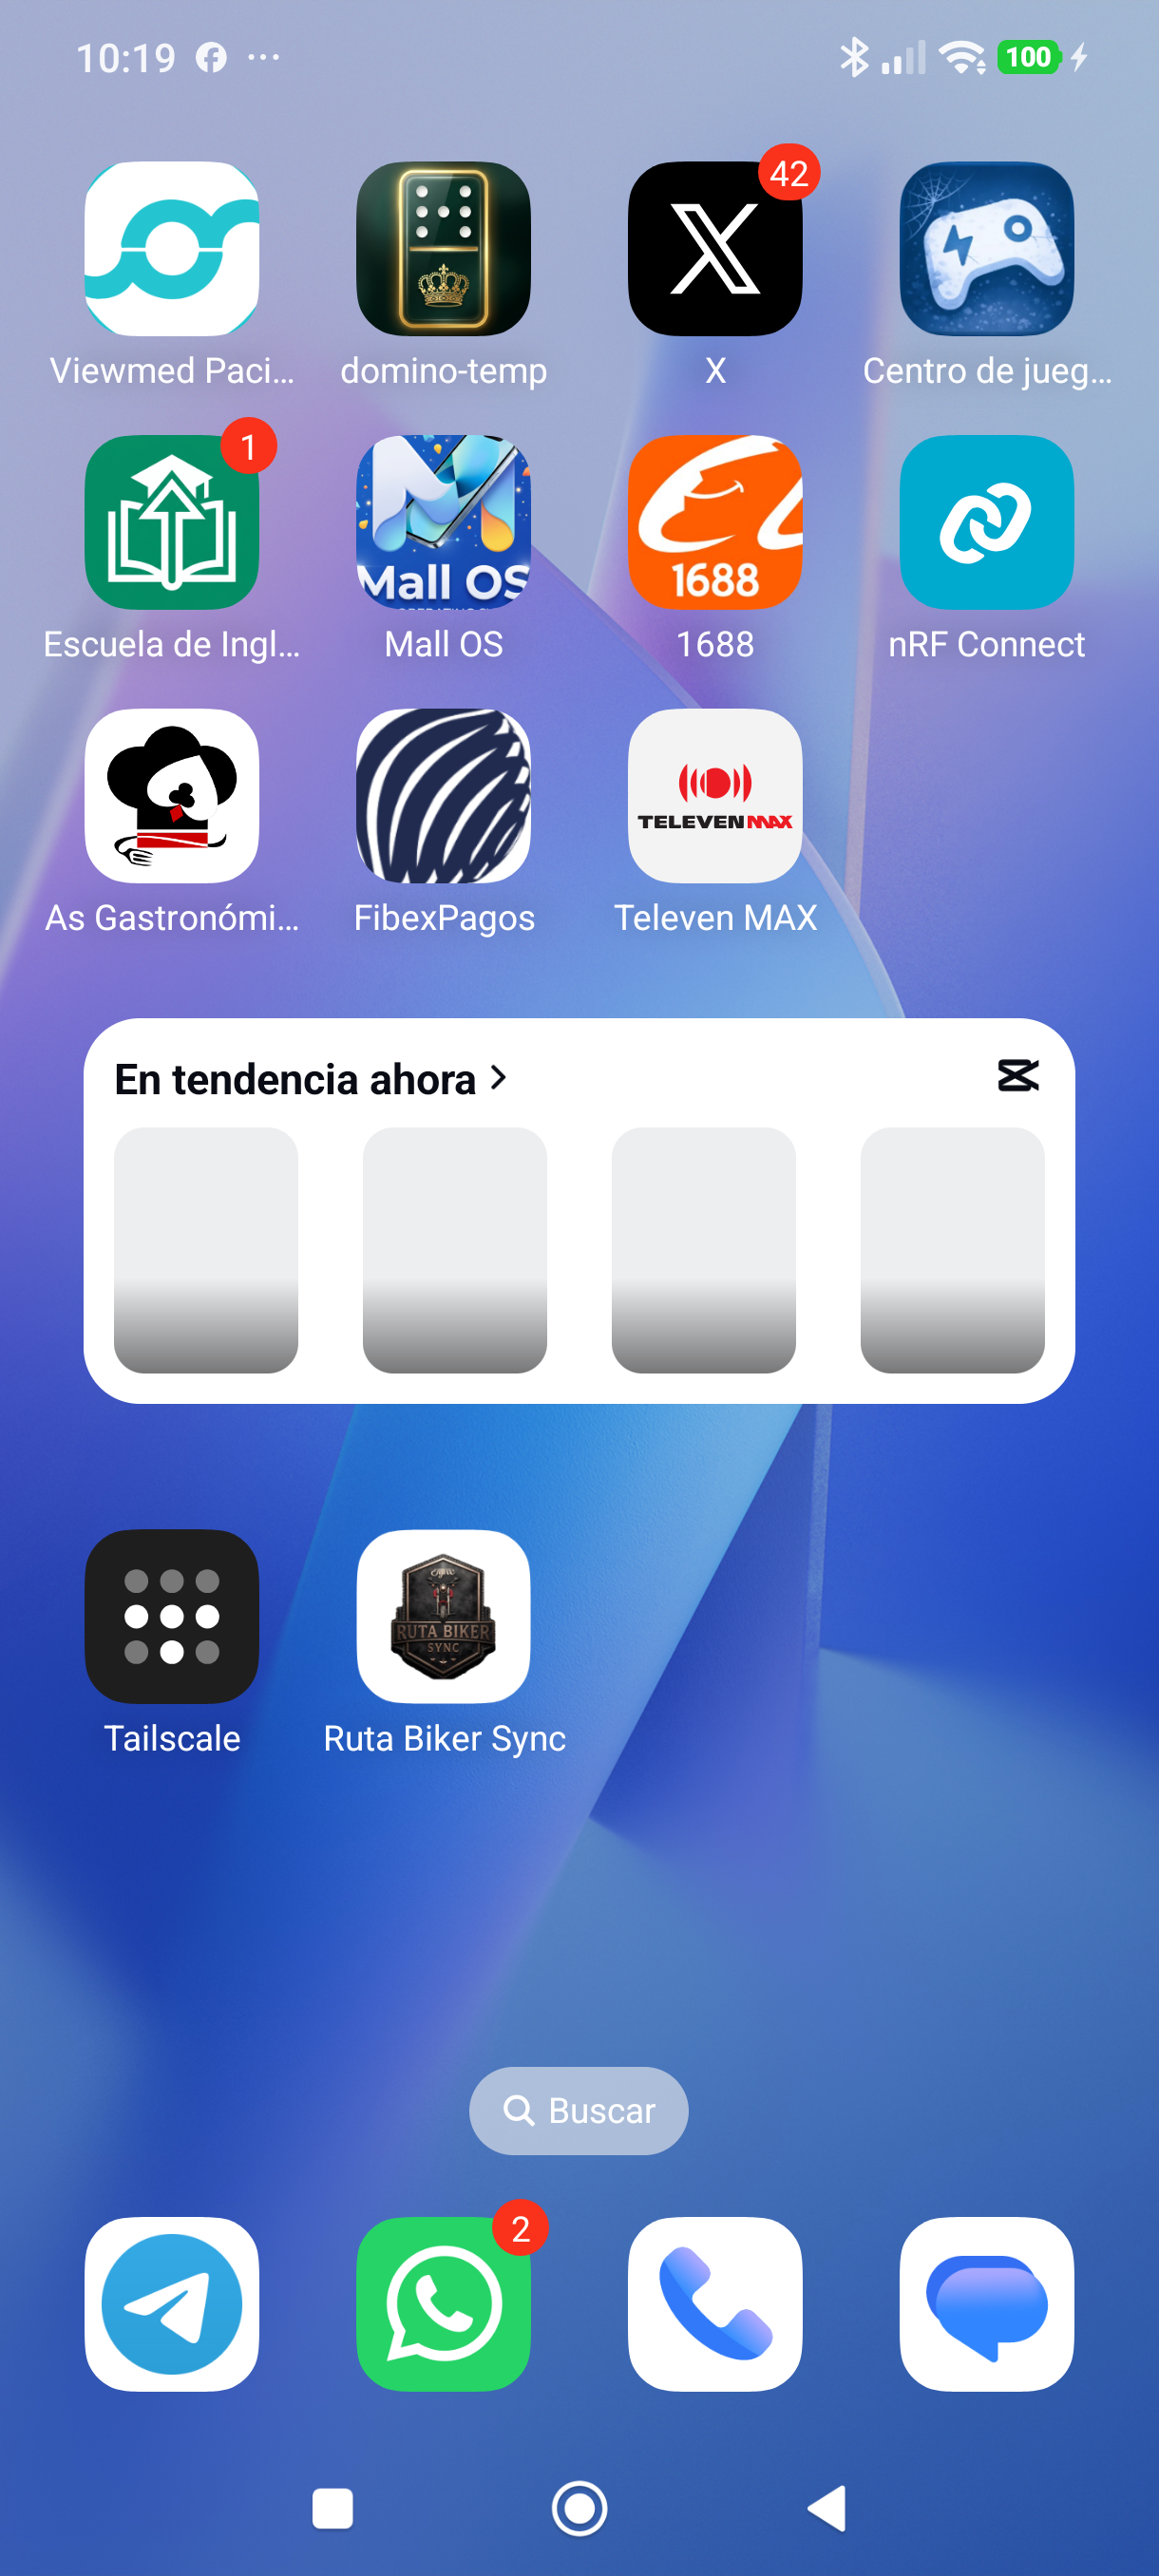 10:19
100
42
Viewmed Paci...
domino-temp
X
Centro de jueg...
1
Mall OS
1688
Escuela de Ingl...
Mall OS
1688
nRF Connect
TELEVEN MAX
As Gastronómi...
FibexPagos
Televen MAX
En tendencia ahora
RUTA BIKER
SYNC
Tailscale
Ruta Biker Sync
Buscar
2